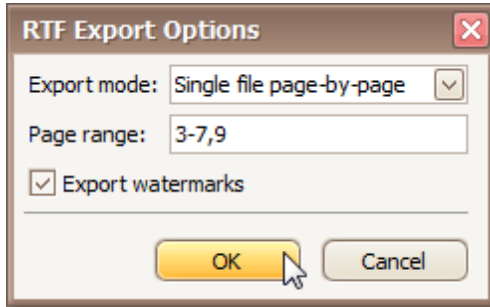 RTF Export Options
Export mode: Single file page-by-page
Page range: 3-7,9
Export watermarks
OK Cancel